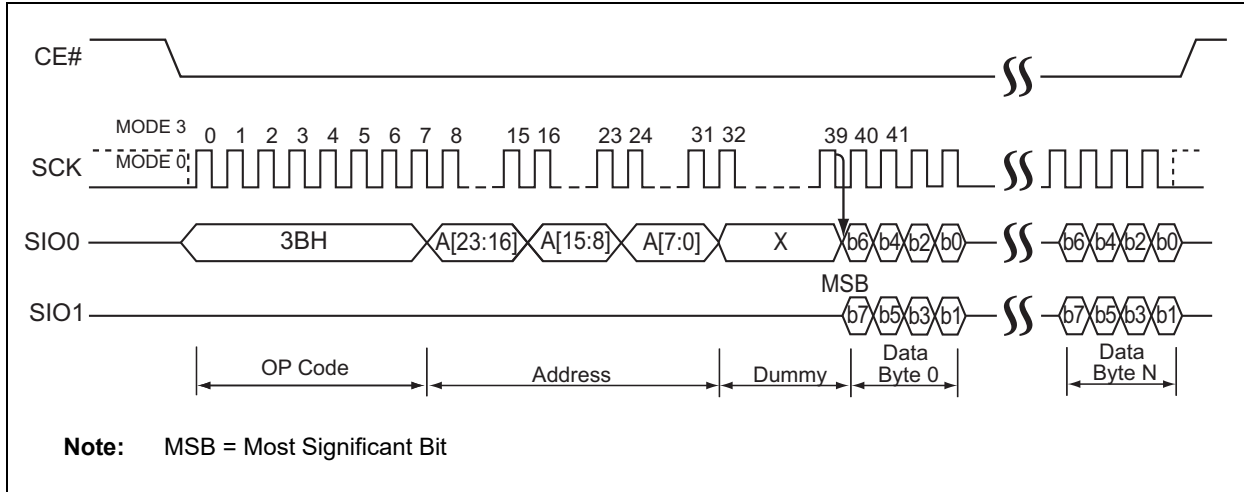 CE#
MODE 3
0 1 2 3 4 5 6 7 8 15 16 23 24 31 32 39 40 41
SCK
MODE 0
SIO0 3BH A[23:16] A[15:8] A[7:0] X b6 b4 b2 b0 b6 b4 b2 b0
MSB
SIO1 b7 b5 b3 b1 b7 b5 b3 b1
OP Code Address Dummy Data Byte 0 Data Byte N
Note: MSB = Most Significant Bit